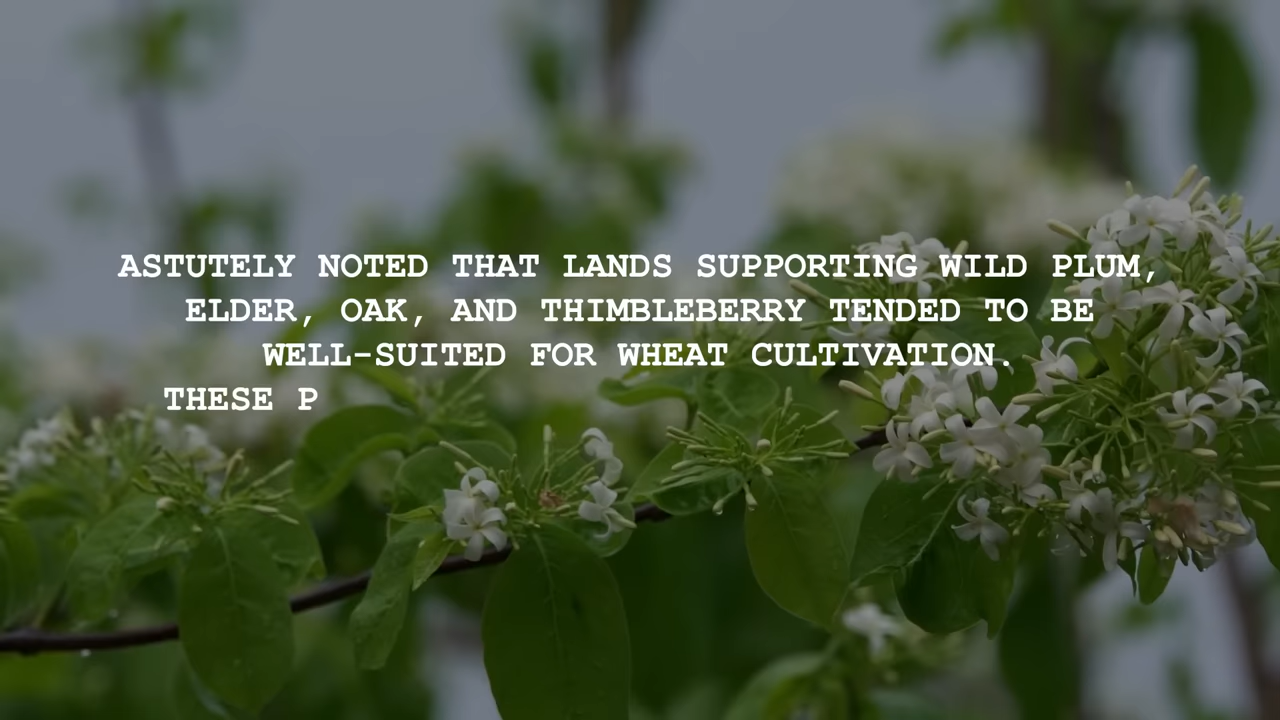 ASTUTELY NOTED THAT LANDS SUPPORTING WILD PLUM,
ELDER, OAK, AND THIMBLEBERRY TENDED TO BE
WELL-SUITED FOR WHEAT CULTIVATION.
THESE P